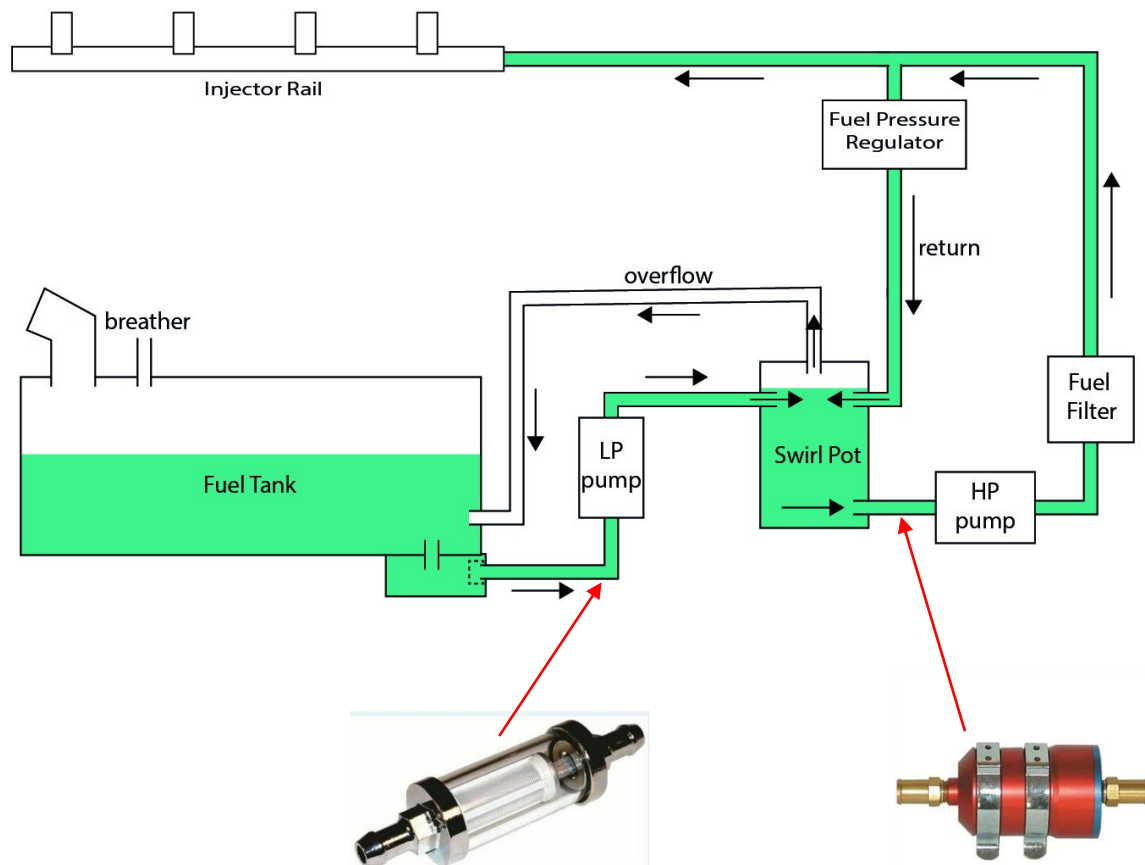 Injector Rail
Fuel Pressure
Regulator
return
overflow
breather
Fuel
Filter
LP
pump
Swirl Pot
Fuel Tank
HP
pump